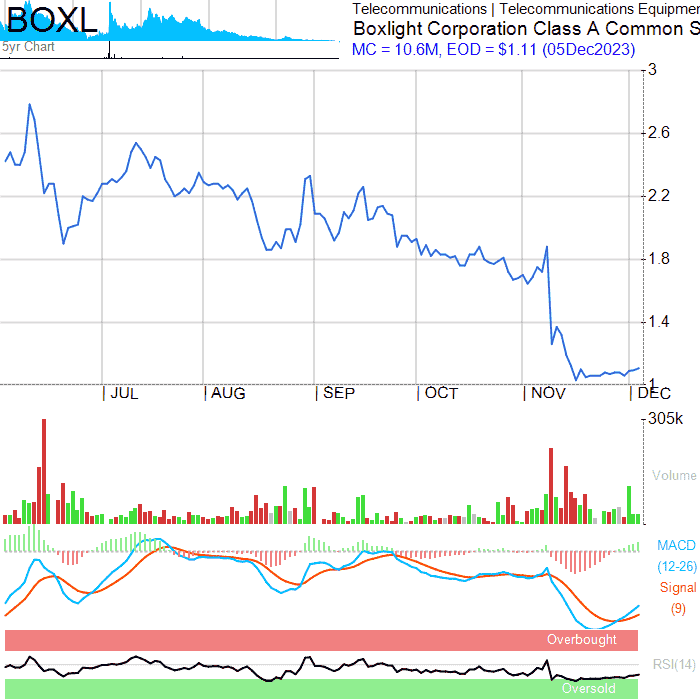 BOXL
5yr Chart
Telecommunications | Telecommunications Equipmen
Boxlight Corporation Class A Common S
MC = 10.6M, EOD = $1.11 (05Dec2023)
3
2.6
2.2
1.8
1.4
1
| JUL | AUG | SEP | OCT | NOV | DEC
305k
Volume
MACD
(12-26)
Signal
(9)
Overbought
RSI(14)
Oversold